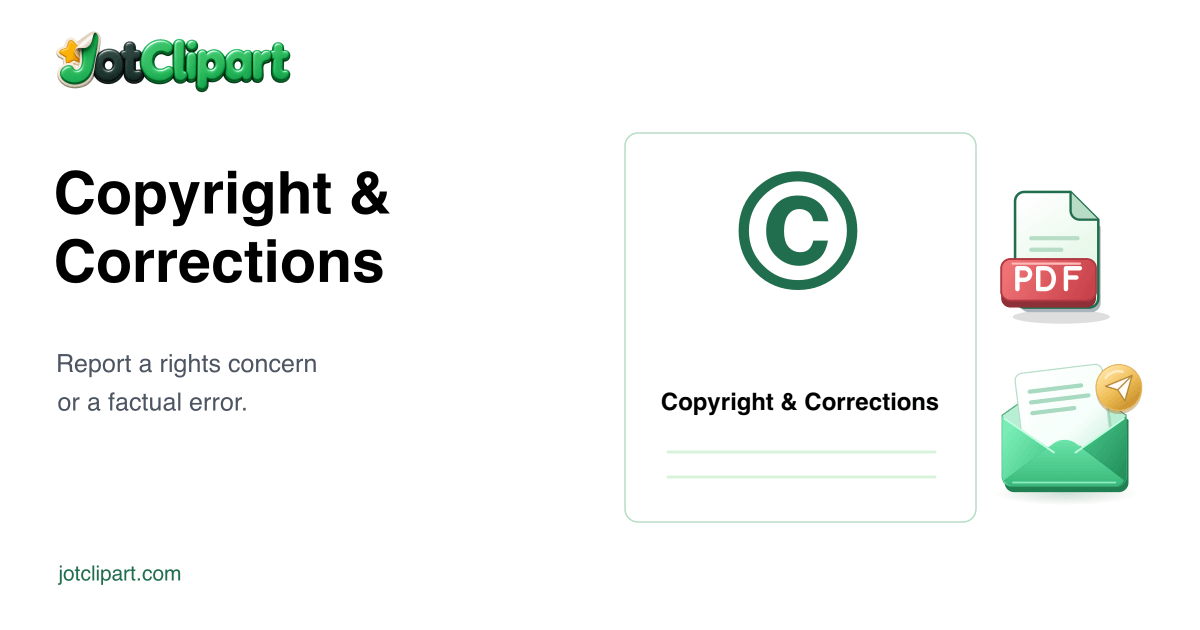 JotClipart
Copyright &
Corrections
Report a rights concern
or a factual error.
jotclipart.com
©
Copyright & Corrections
PDF